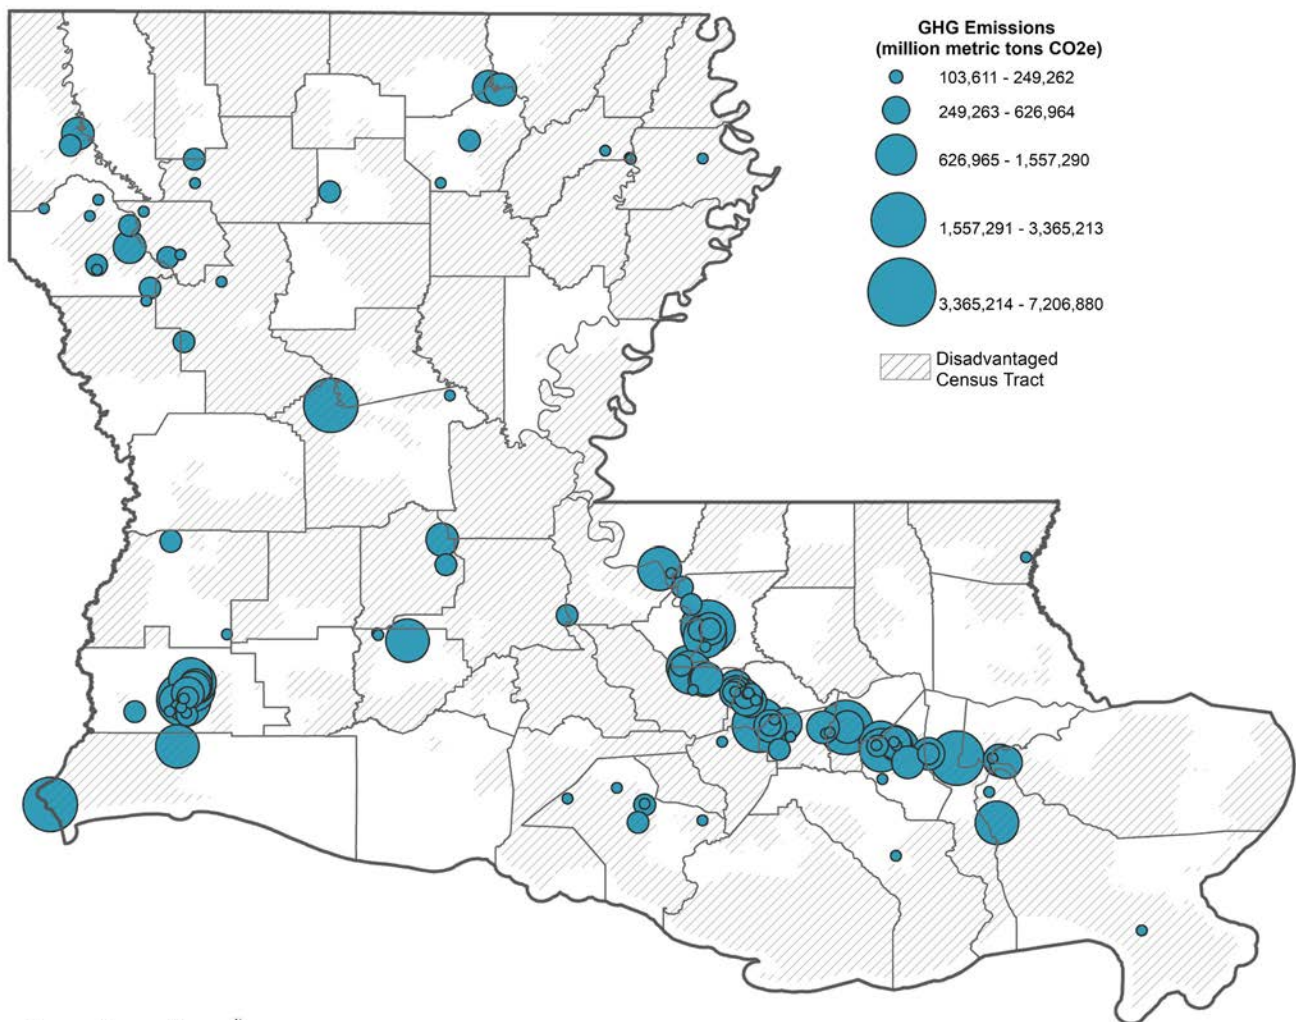 GHG Emissions
(million metric tons CO2e)
103,611 - 249,262
249,263 - 626,964
626,965 - 1,557,290
1,557,291 - 3,365,213
3,365,214 - 7,206,880
Disadvantaged
Census Tract